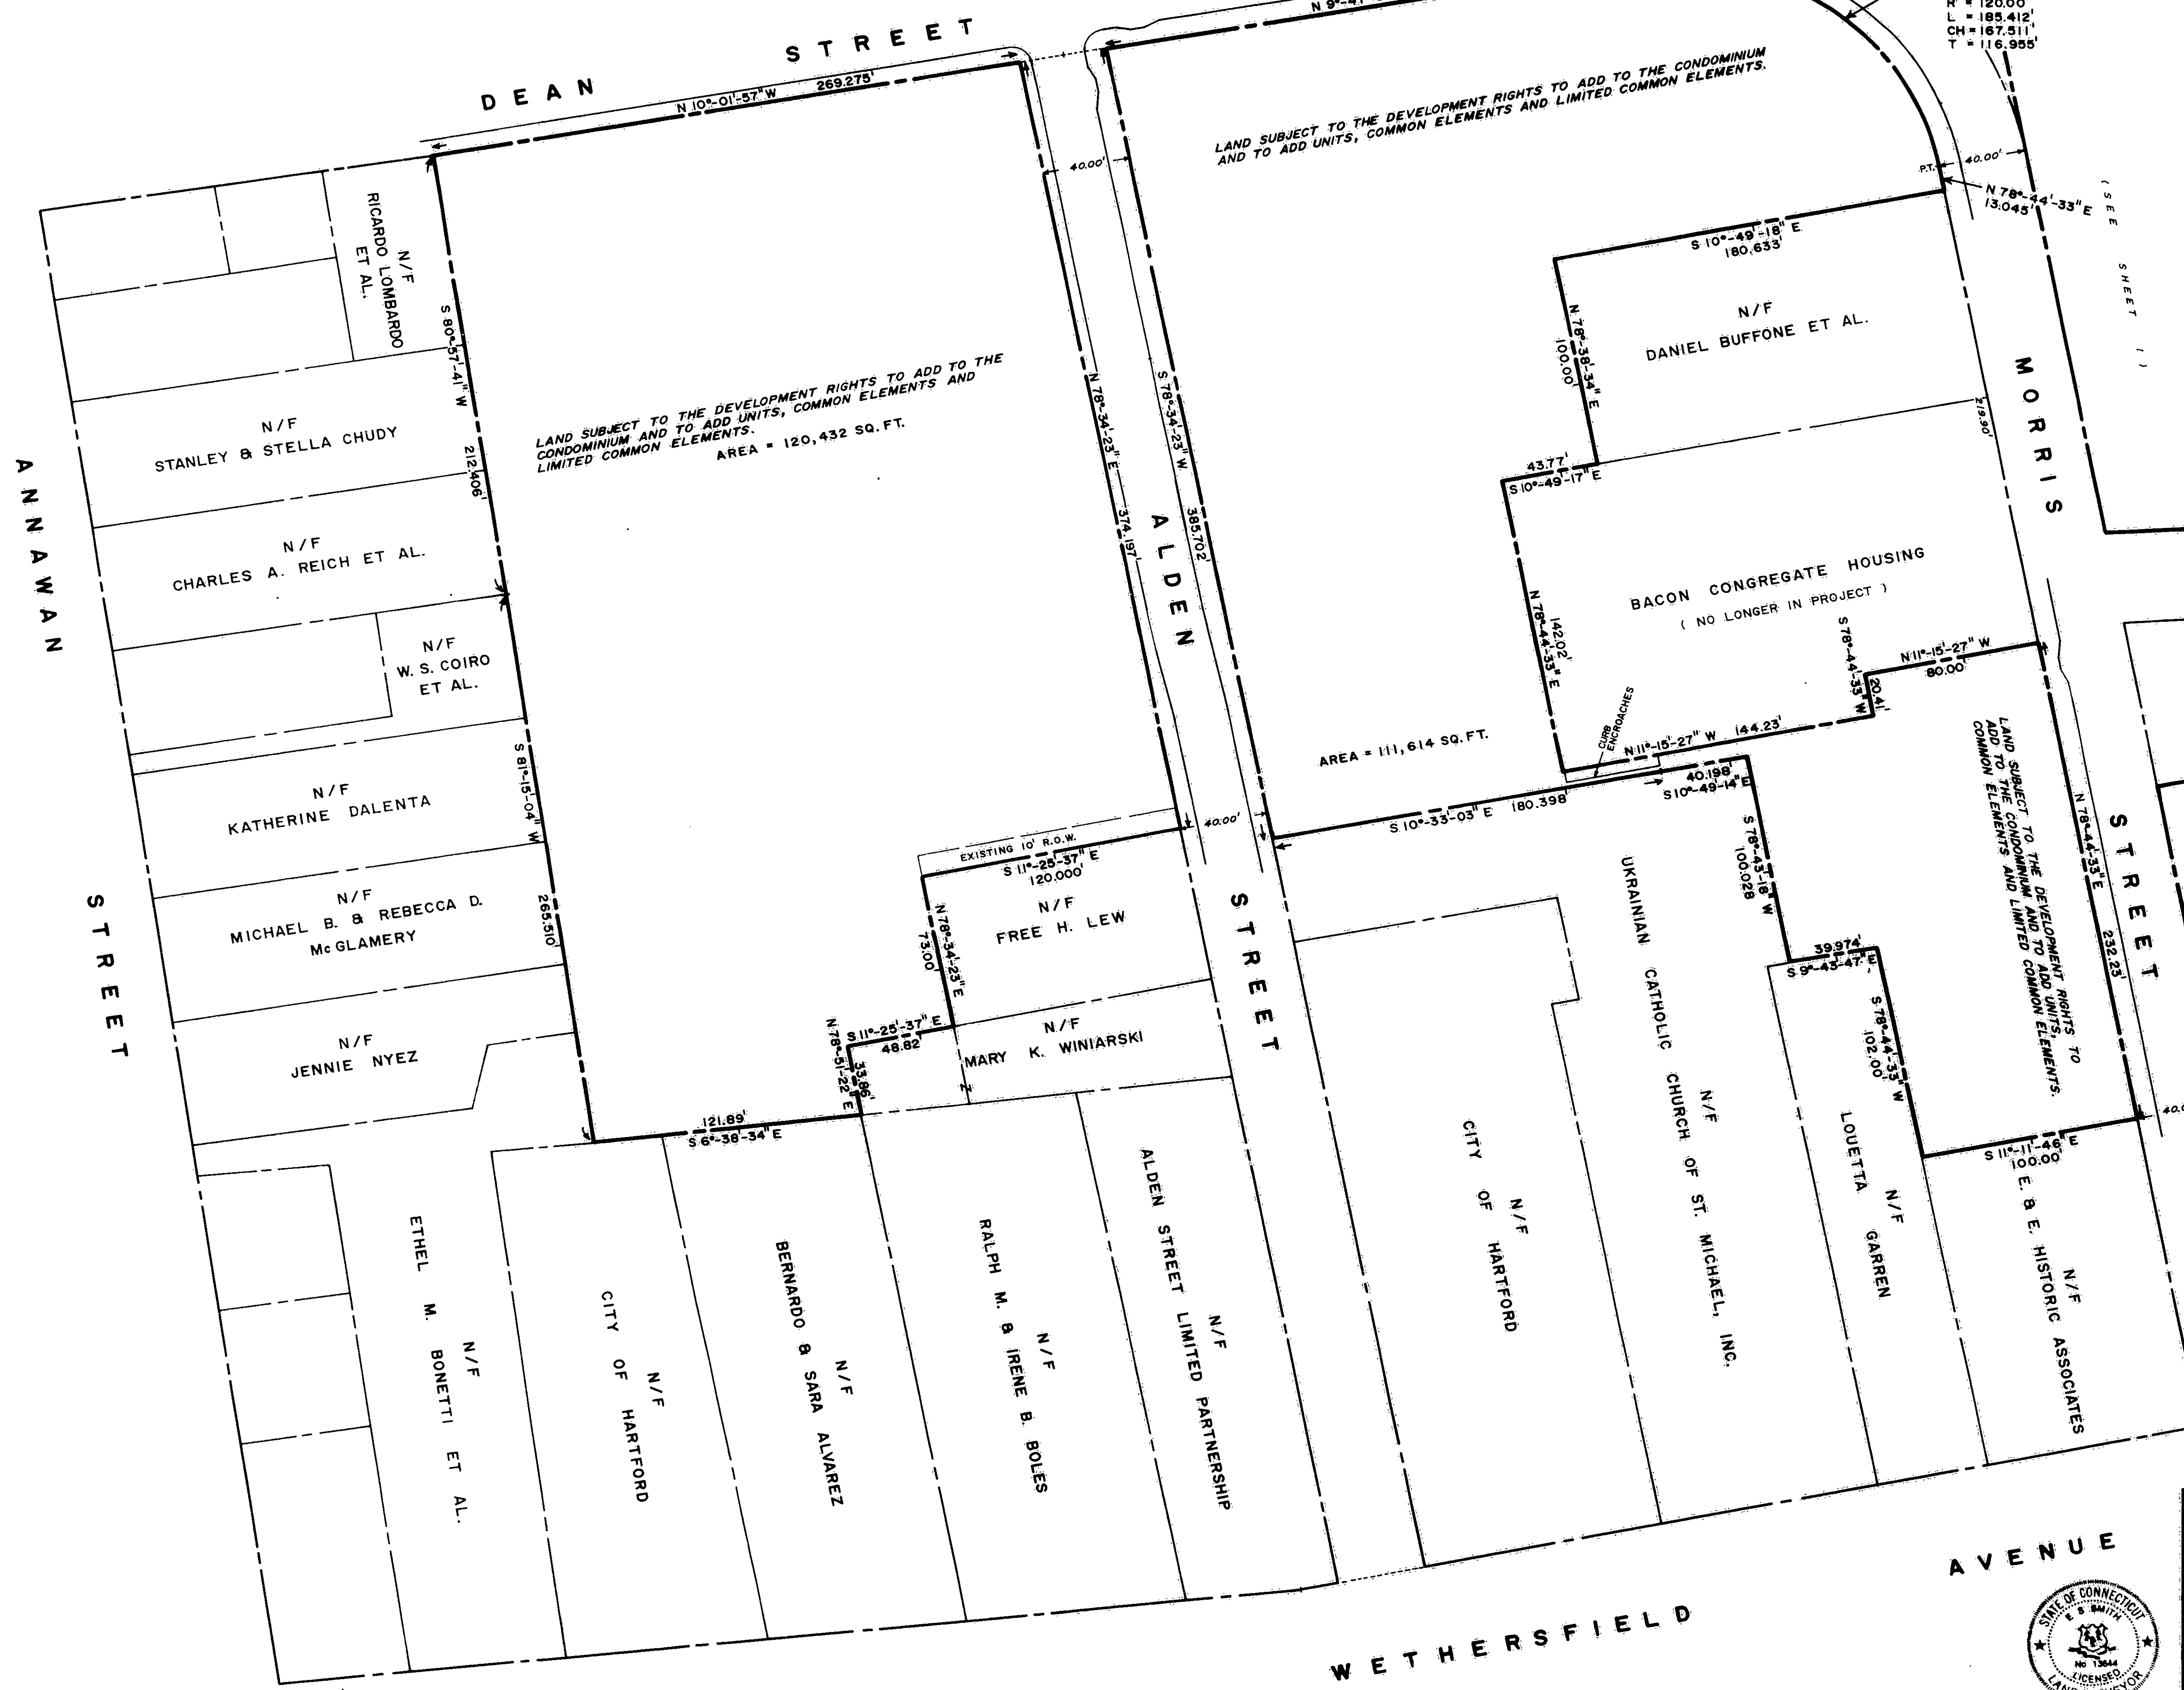 DEAN STREET
N 10°-01'-57" W 269.275'
N 9°-41'
R = 120.00'
L = 185.412'
CH = 167.511'
T = 116.955'
LAND SUBJECT TO THE DEVELOPMENT RIGHTS TO ADD TO THE CONDOMINIUM
AND TO ADD UNITS, COMMON ELEMENTS AND LIMITED COMMON ELEMENTS.
40.00'
P.T.
40.00'
N 78°-44'-33" E
13.045'
( SEE SHEET 1 )
N/F
RICARDO LOMBARDO
ET AL.
S 80°-57'-41" W
212.406'
S 10°-49'-18" E
180.633'
N/F
DANIEL BUFFONE ET AL.
N 78°-38'-34" E
100.00'
219.90'
MORRIS
LAND SUBJECT TO THE DEVELOPMENT RIGHTS TO ADD TO THE
CONDOMINIUM AND TO ADD UNITS, COMMON ELEMENTS AND
LIMITED COMMON ELEMENTS.
AREA = 120,432 SQ. FT.
N 78°-34'-23" E
374.197'
S 78°-34'-23" W
385.702'
ALDEN
N/F
STANLEY & STELLA CHUDY
ANNAWAN
43.77'
S 10°-49'-17" E
N/F
CHARLES A. REICH ET AL.
BACON CONGREGATE HOUSING
( NO LONGER IN PROJECT )
142.02'
N 78°-44'-33" E
S 78°-44'-33" W
20.41'
N 11°-15'-27" W
80.00'
N/F
W. S. COIRO
ET AL.
CURB
ENCROACHES
N 11°-15'-27" W 144.23'
AREA = 111,614 SQ. FT.
40.198'
S 10°-49'-14" E
S 10°-33'-03" E 180.398'
40.00'
S 81°-15'-04" W
265.510'
N/F
KATHERINE DALENTA
EXISTING 10' R.O.W.
S 11°-25'-37" E
120.000'
N/F
FREE H. LEW
N 78°-34'-23" E
73.00'
N/F
MICHAEL B. & REBECCA D.
McGLAMERY
STREET
STREET
S 78°-43'-18" W
100.028
39.974'
S 9°-43'-47" E
LAND SUBJECT TO THE DEVELOPMENT RIGHTS TO
ADD TO THE CONDOMINIUM AND TO ADD UNITS,
COMMON ELEMENTS AND LIMITED COMMON ELEMENTS.
N 78°-44'-33" E
232.23'
STREET
S 78°-44'-33" W
102.00'
N/F
JENNIE NYEZ
N 78°-51'-22" E
33.86'
S 11°-25'-37" E
48.82'
N/F
MARY K. WINIARSKI
121.89'
S 6°-38'-34" E
40.0
S 11°-11'-46" E
100.00'
N/F
ETHEL M. BONETTI ET AL.
N/F
CITY OF HARTFORD
N/F
BERNARDO & SARA ALVAREZ
N/F
RALPH M. & IRENE B. BOLES
N/F
ALDEN STREET LIMITED PARTNERSHIP
N/F
CITY OF HARTFORD
N/F
UKRAINIAN CATHOLIC CHURCH OF ST. MICHAEL, INC.
N/F
LOUETTA GARREN
N/F
E. & E. HISTORIC ASSOCIATES
WETHERSFIELD AVENUE
STATE OF CONNECTICUT
E S SMITH
No 13644
LICENSED
LAND SURVEYOR